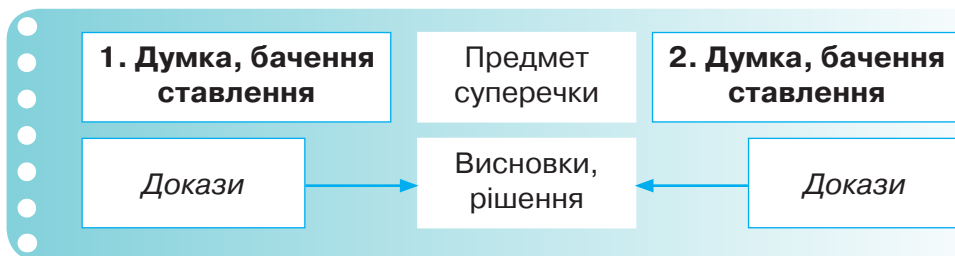 1. Думка, бачення
ставлення
Предмет
суперечки
2. Думка, бачення
ставлення
Докази
Висновки,
рішення
Докази